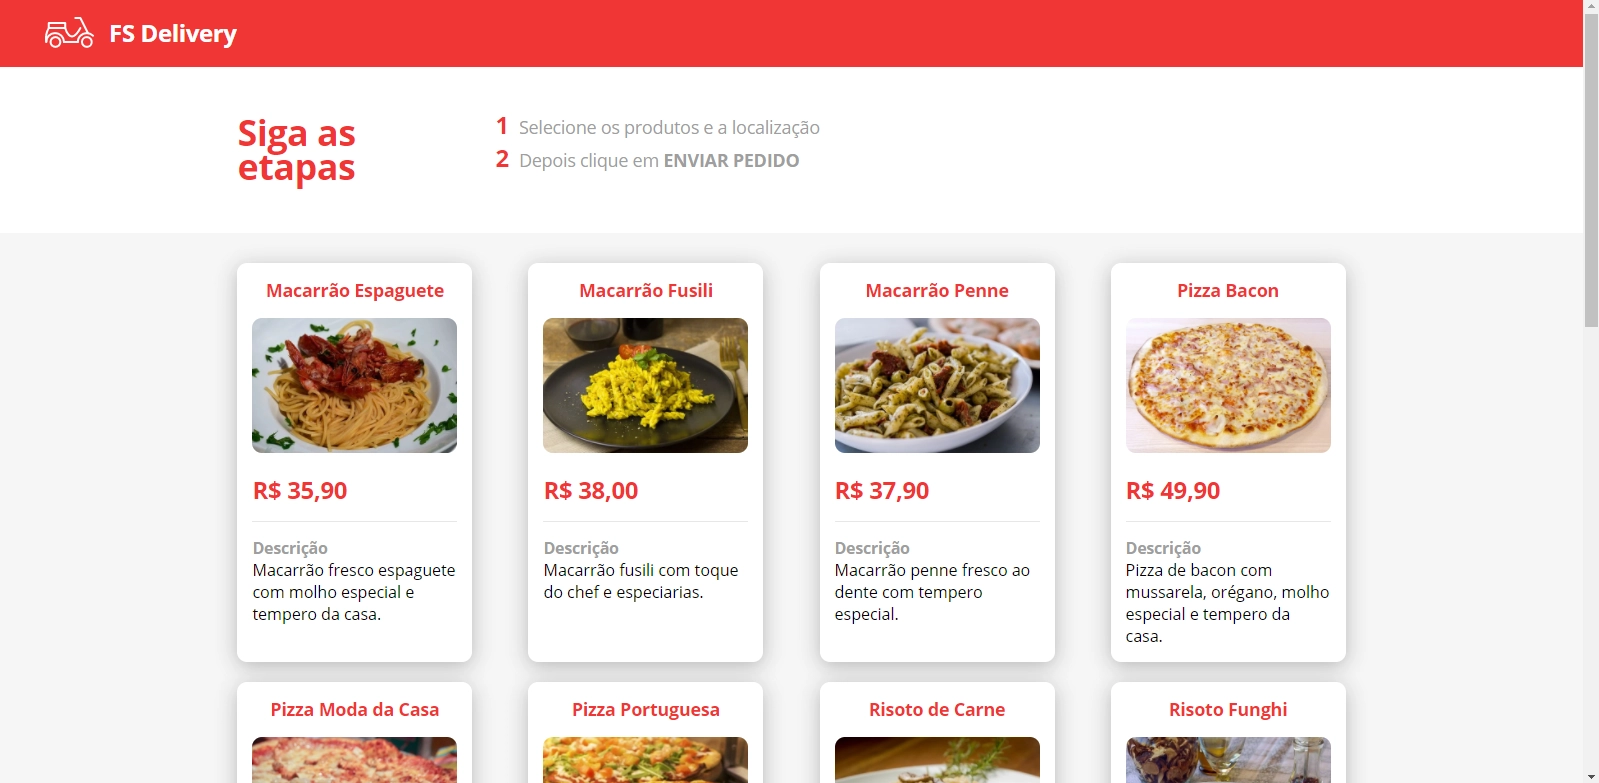 FS Delivery
Siga as
etapas
1 Selecione os produtos e a localização
2 Depois clique em ENVIAR PEDIDO
Macarrão Espaguete
R$ 35,90
Descrição
Macarrão fresco espaguete
com molho especial e
tempero da casa.
Macarrão Fusili
R$ 38,00
Descrição
Macarrão fusili com toque
do chef e especiarias.
Macarrão Penne
R$ 37,90
Descrição
Macarrão penne fresco ao
dente com tempero
especial.
Pizza Bacon
R$ 49,90
Descrição
Pizza de bacon com
mussarela, orégano, molho
especial e tempero da
casa.
Pizza Moda da Casa
Pizza Portuguesa
Risoto de Carne
Risoto Funghi